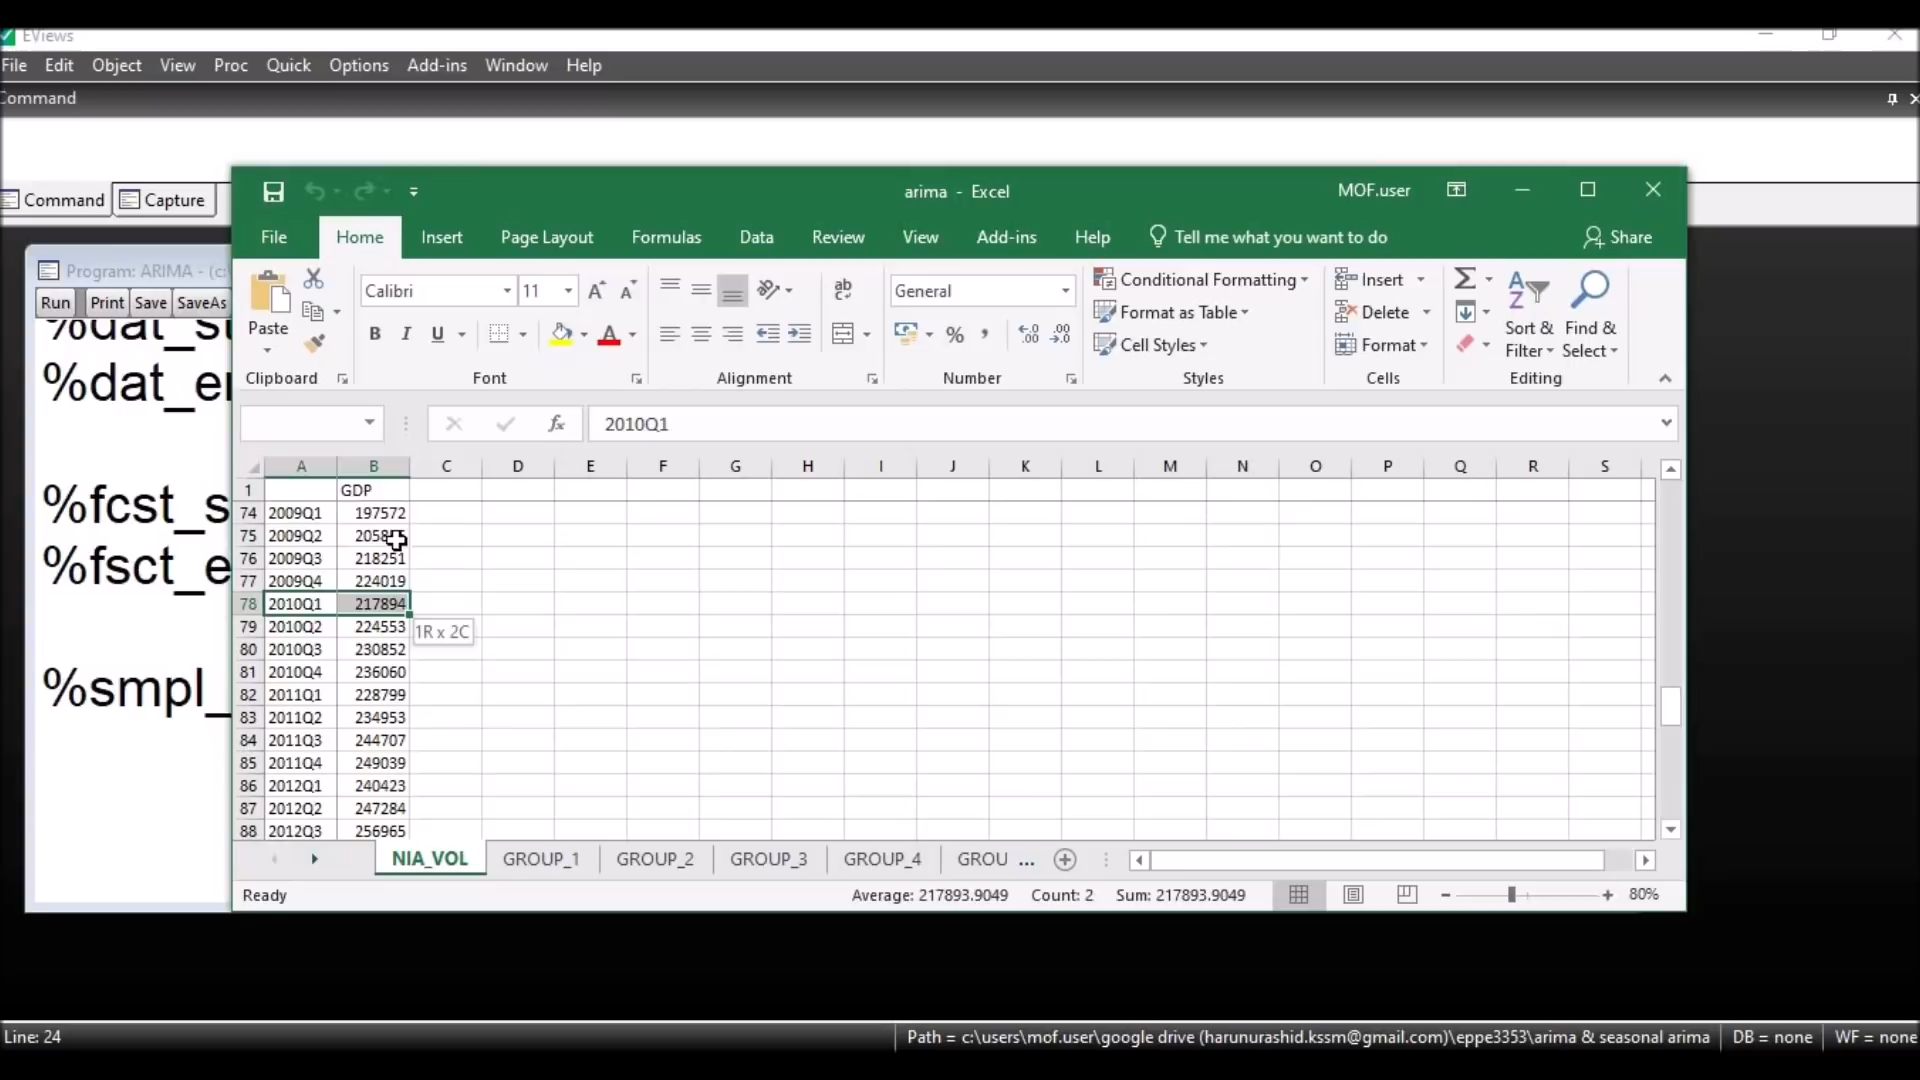 EViews
File Edit Object View Proc Quick Options Add-ins Window Help
Command
Command Capture
Program: ARIMA - (c:
Run Print Save SaveAs
%dat_st
%dat_er
%fcst_s
%fsct_e
%smpl_
arima - Excel
MOF.user
File Home Insert Page Layout Formulas Data Review View Add-ins Help Tell me what you want to do Share
Paste
Clipboard
Calibri 11
B I U A
Font
ab
Alignment
General
%
Number
Conditional Formatting
Format as Table
Cell Styles
Styles
Insert
Delete
Format
Cells
Sort & Filter
Find & Select
Editing
fx 2010Q1
A B C D E F G H I J K L M N O P Q R S
1 GDP
74 2009Q1 197572
75 2009Q2
76 2009Q3 218251
77 2009Q4 224019
78 2010Q1 217894
79 2010Q2 224553
1R x 2C
80 2010Q3 230852
81 2010Q4 236060
82 2011Q1 228799
83 2011Q2 234953
84 2011Q3 244707
85 2011Q4 249039
86 2012Q1 240423
87 2012Q2 247284
88 2012Q3 256965
NIA_VOL GROUP_1 GROUP_2 GROUP_3 GROUP_4 GROU ...
Ready Average: 217893.9049 Count: 2 Sum: 217893.9049 80%
Line: 24 Path = c:\users\mof.user\google drive (harunurashid.kssm@gmail.com)\eppe3353\arima & seasonal arima DB = none WF = none